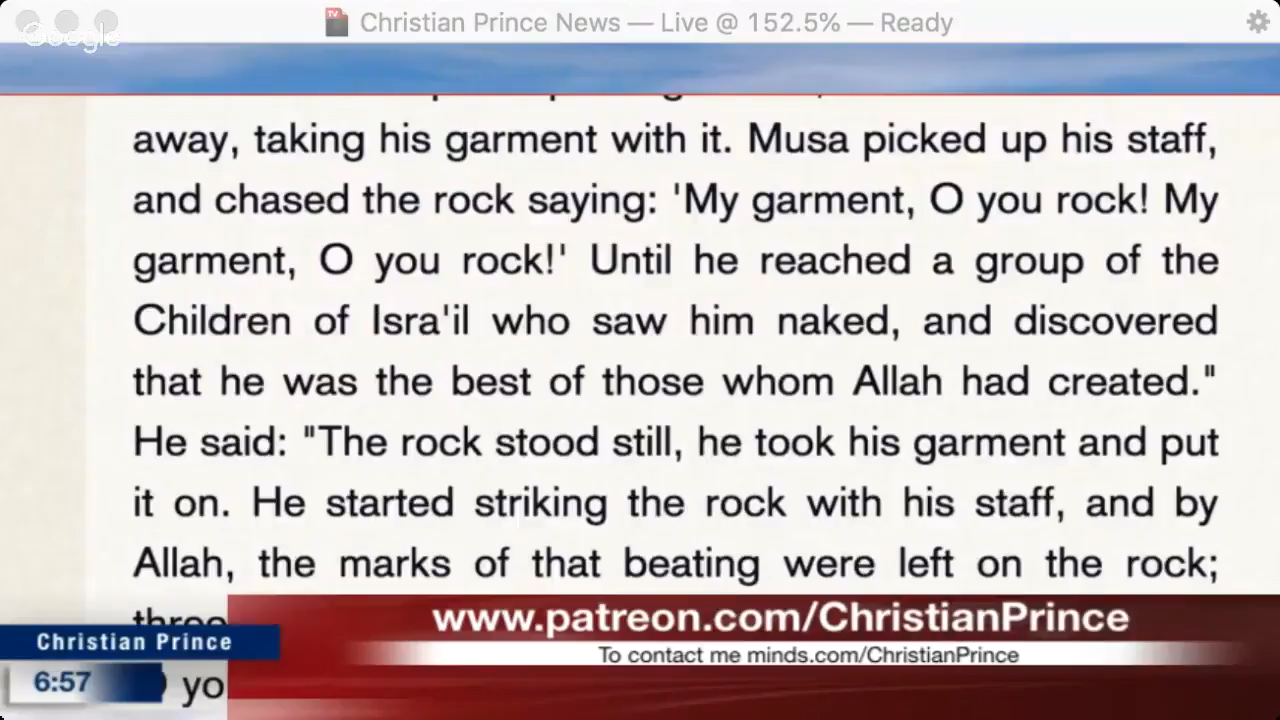 Christian Prince News — Live @ 152.5% — Ready
Google
away, taking his garment with it. Musa picked up his staff,
and chased the rock saying: 'My garment, O you rock! My
garment, O you rock!' Until he reached a group of the
Children of Isra'il who saw him naked, and discovered
that he was the best of those whom Allah had created."
He said: "The rock stood still, he took his garment and put
it on. He started striking the rock with his staff, and by
Allah, the marks of that beating were left on the rock;
three
www.patreon.com/ChristianPrince
Christian Prince
To contact me minds.com/ChristianPrince
6:57
yo